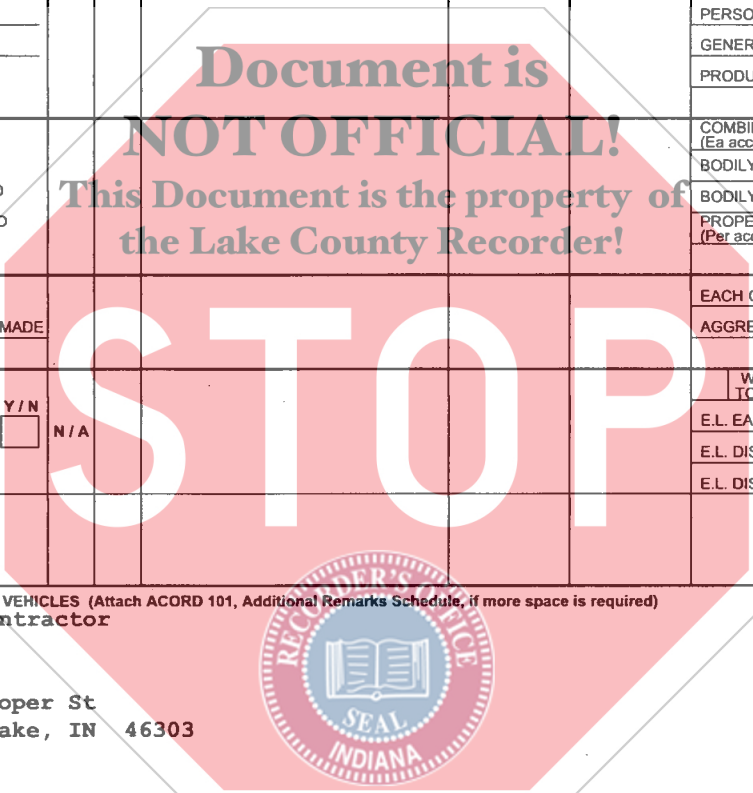 PERSO
GENER
PRODU
Document is
NOT OFFICIAL!
This Document is the property of
the Lake County Recorder!
COMBI
(Ea acc
BODILY
BODILY
PROPE
(Per acc
EACH
MADE
AGGRE
STOP
Y / N
N / A
W
TO
E.L. EA
E.L. DIS
E.L. DIS
VEHICLES (Attach ACORD 101, Additional Remarks Schedule, if more space is required)
ntractor
RECORDER'S OFFICE
SEAL
INDIANA
oper St
ake, IN 46303